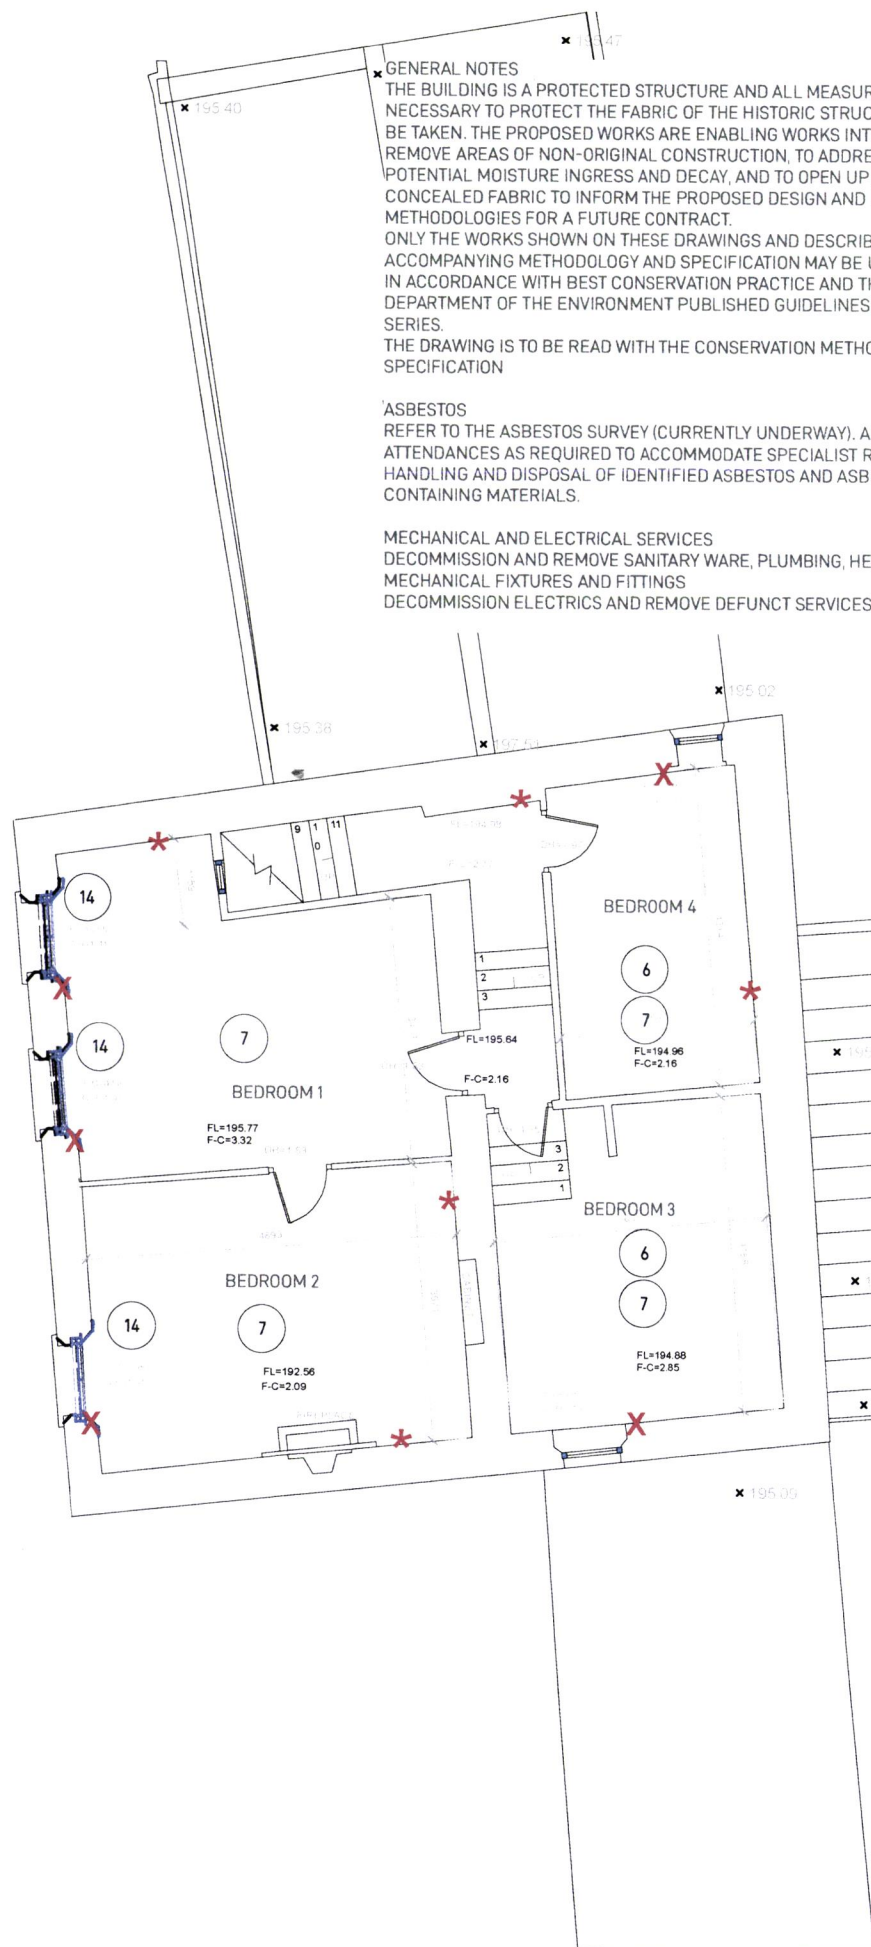 195.47
195.40
GENERAL NOTES
THE BUILDING IS A PROTECTED STRUCTURE AND ALL MEASUR
NECESSARY TO PROTECT THE FABRIC OF THE HISTORIC STRUC
BE TAKEN. THE PROPOSED WORKS ARE ENABLING WORKS INT
REMOVE AREAS OF NON-ORIGINAL CONSTRUCTION, TO ADDRE
POTENTIAL MOISTURE INGRESS AND DECAY, AND TO OPEN UP
CONCEALED FABRIC TO INFORM THE PROPOSED DESIGN AND
METHODOLOGIES FOR A FUTURE CONTRACT.
ONLY THE WORKS SHOWN ON THESE DRAWINGS AND DESCRIB
ACCOMPANYING METHODOLOGY AND SPECIFICATION MAY BE U
IN ACCORDANCE WITH BEST CONSERVATION PRACTICE AND TH
DEPARTMENT OF THE ENVIRONMENT PUBLISHED GUIDELINES
SERIES.
THE DRAWING IS TO BE READ WITH THE CONSERVATION METHO
SPECIFICATION
ASBESTOS
REFER TO THE ASBESTOS SURVEY (CURRENTLY UNDERWAY). A
ATTENDANCES AS REQUIRED TO ACCOMMODATE SPECIALIST R
HANDLING AND DISPOSAL OF IDENTIFIED ASBESTOS AND ASB
CONTAINING MATERIALS.
MECHANICAL AND ELECTRICAL SERVICES
DECOMMISSION AND REMOVE SANITARY WARE, PLUMBING, HE
MECHANICAL FIXTURES AND FITTINGS
DECOMMISSION ELECTRICS AND REMOVE DEFUNCT SERVICES
195.02
195.38
9 10 11
14
BEDROOM 4
6
7
FL=194.96
F-C=2.16
1
2
3
FL=195.64
F-C=2.16
14
7
BEDROOM 1
FL=195.77
F-C=3.32
3
2
1
BEDROOM 3
6
7
FL=194.88
F-C=2.85
4693
BEDROOM 2
14
7
FL=192.56
F-C=2.09
FIREPLACE
195.09